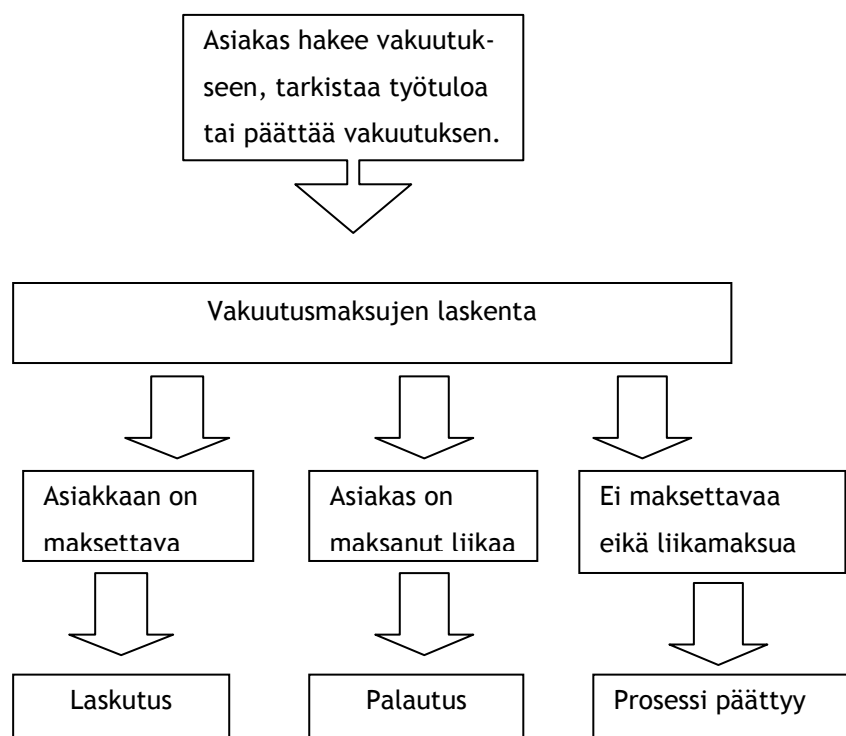 Asiakas hakee vakuutuk-
seen, tarkistaa työtuloa
tai päättää vakuutuksen.
Vakuutusmaksujen laskenta
Asiakkaan on
maksettava
Asiakas on
maksanut liikaa
Ei maksettavaa
eikä liikamaksua
Laskutus
Palautus
Prosessi päättyy